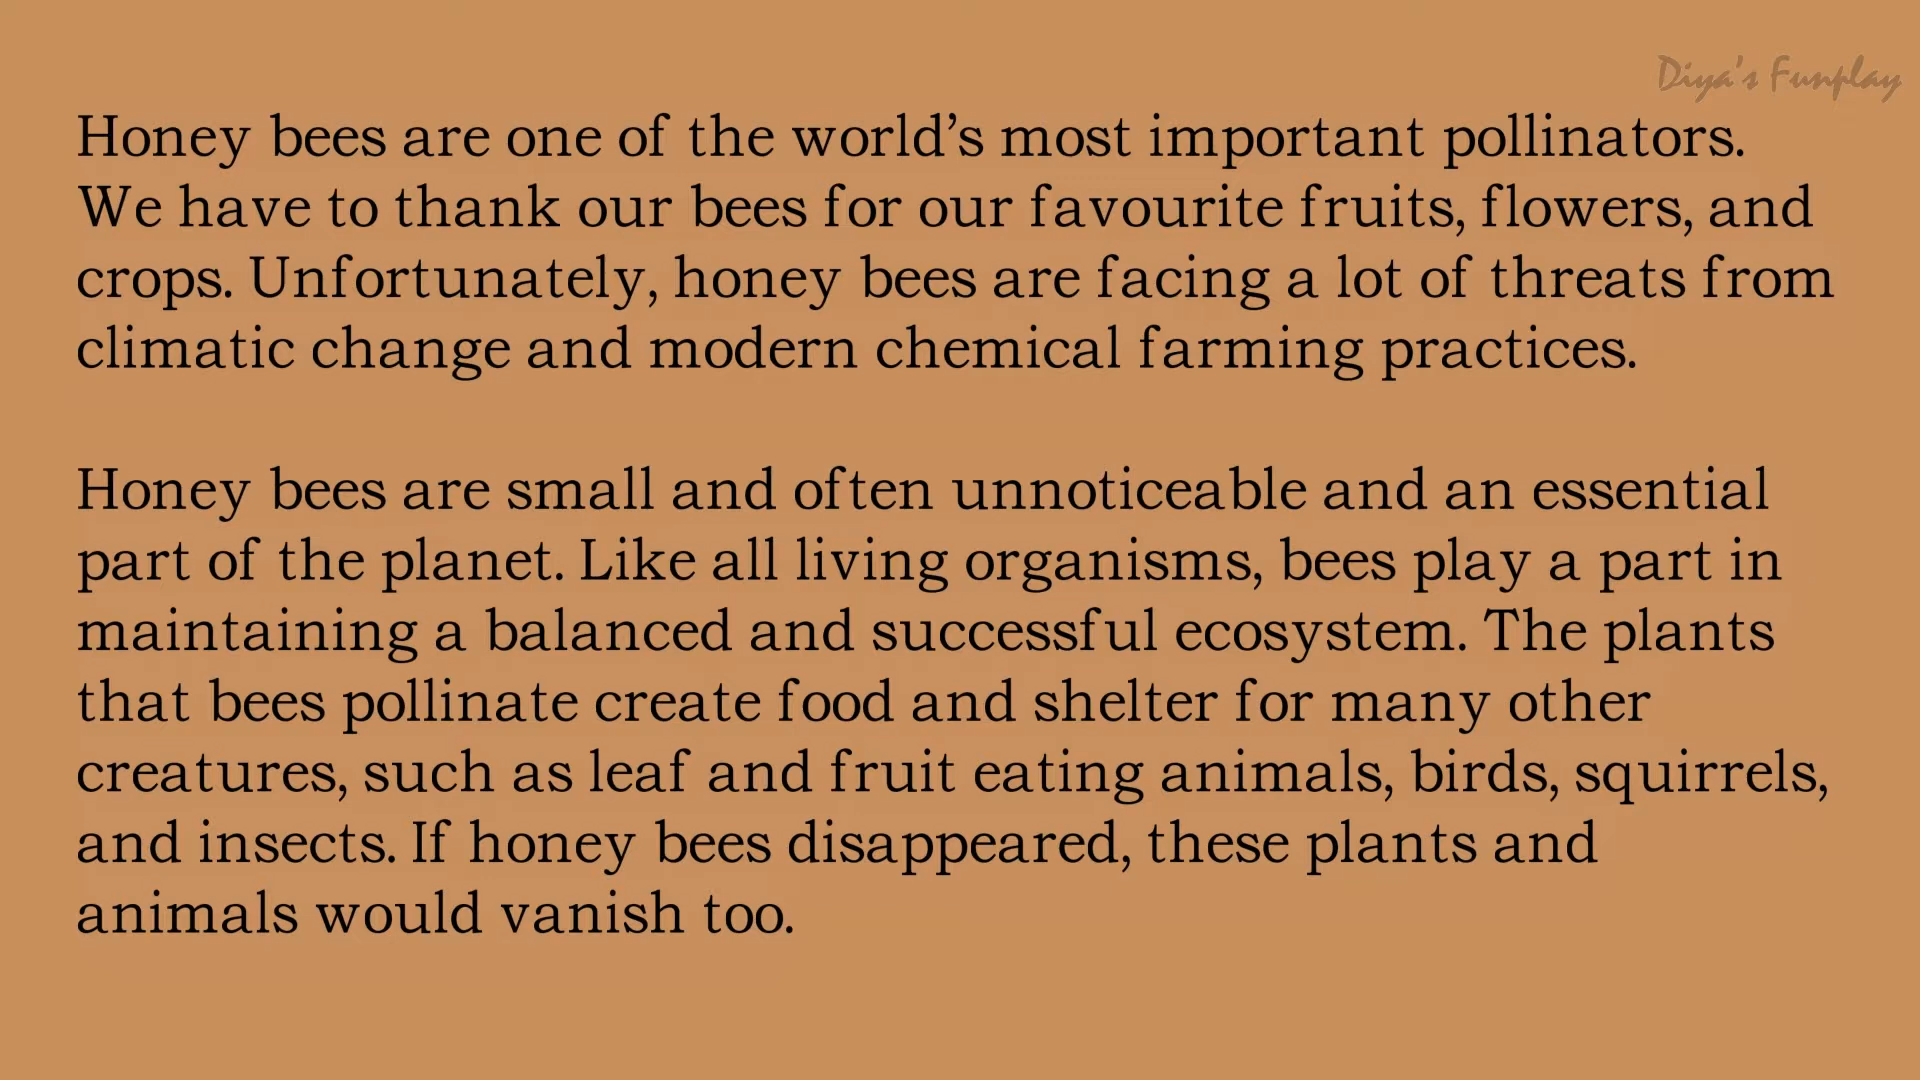 Diya's Funplay
Honey bees are one of the world’s most important pollinators.
We have to thank our bees for our favourite fruits, flowers, and
crops. Unfortunately, honey bees are facing a lot of threats from
climatic change and modern chemical farming practices.
Honey bees are small and often unnoticeable and an essential
part of the planet. Like all living organisms, bees play a part in
maintaining a balanced and successful ecosystem. The plants
that bees pollinate create food and shelter for many other
creatures, such as leaf and fruit eating animals, birds, squirrels,
and insects. If honey bees disappeared, these plants and
animals would vanish too.